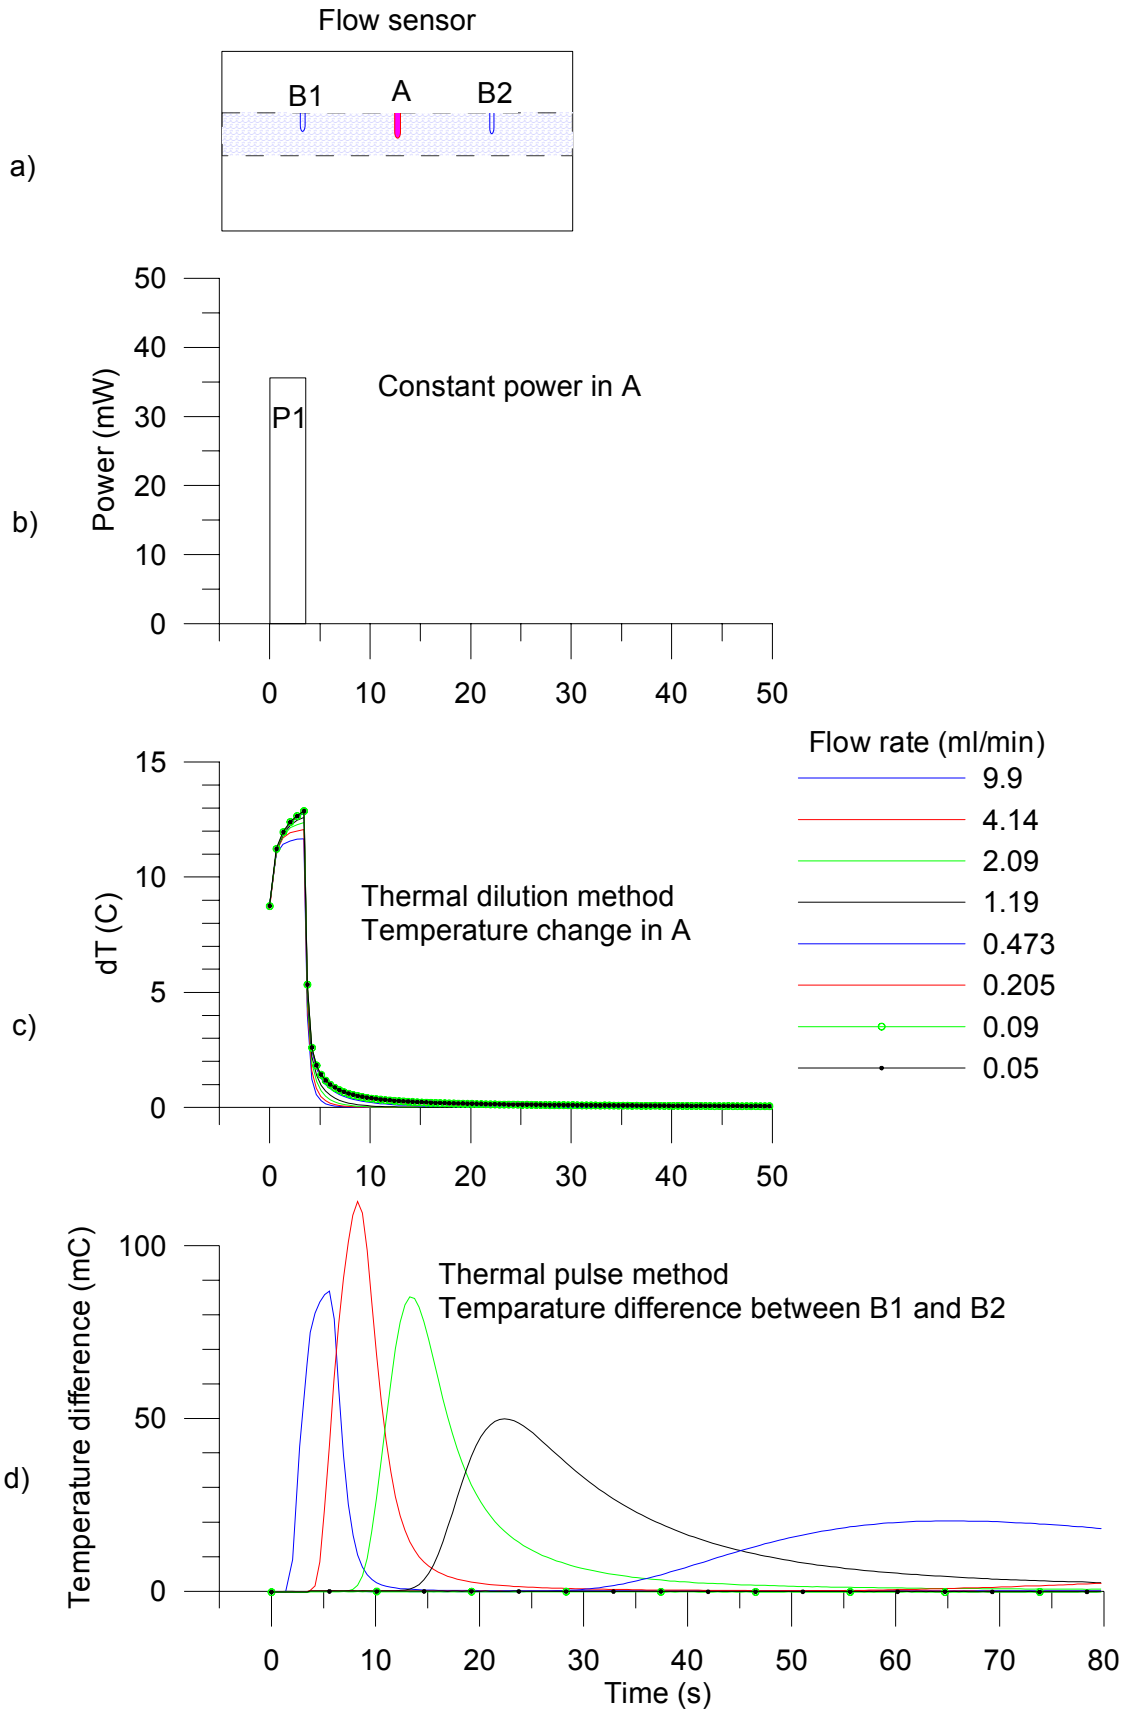 Flow sensor
B1 A B2
a)
50
40
30
20
10
0
Power (mW)
P1
Constant power in A
b)
0 10 20 30 40 50
Flow rate (ml/min)
9.9
4.14
2.09
1.19
0.473
0.205
0.09
0.05
15
10
5
0
dT (C)
Thermal dilution method
Temperature change in A
c)
0 10 20 30 40 50
100
50
0
Temperature difference (mC)
Thermal pulse method
Temparature difference between B1 and B2
d)
0 10 20 30 40 50 60 70 80
Time (s)